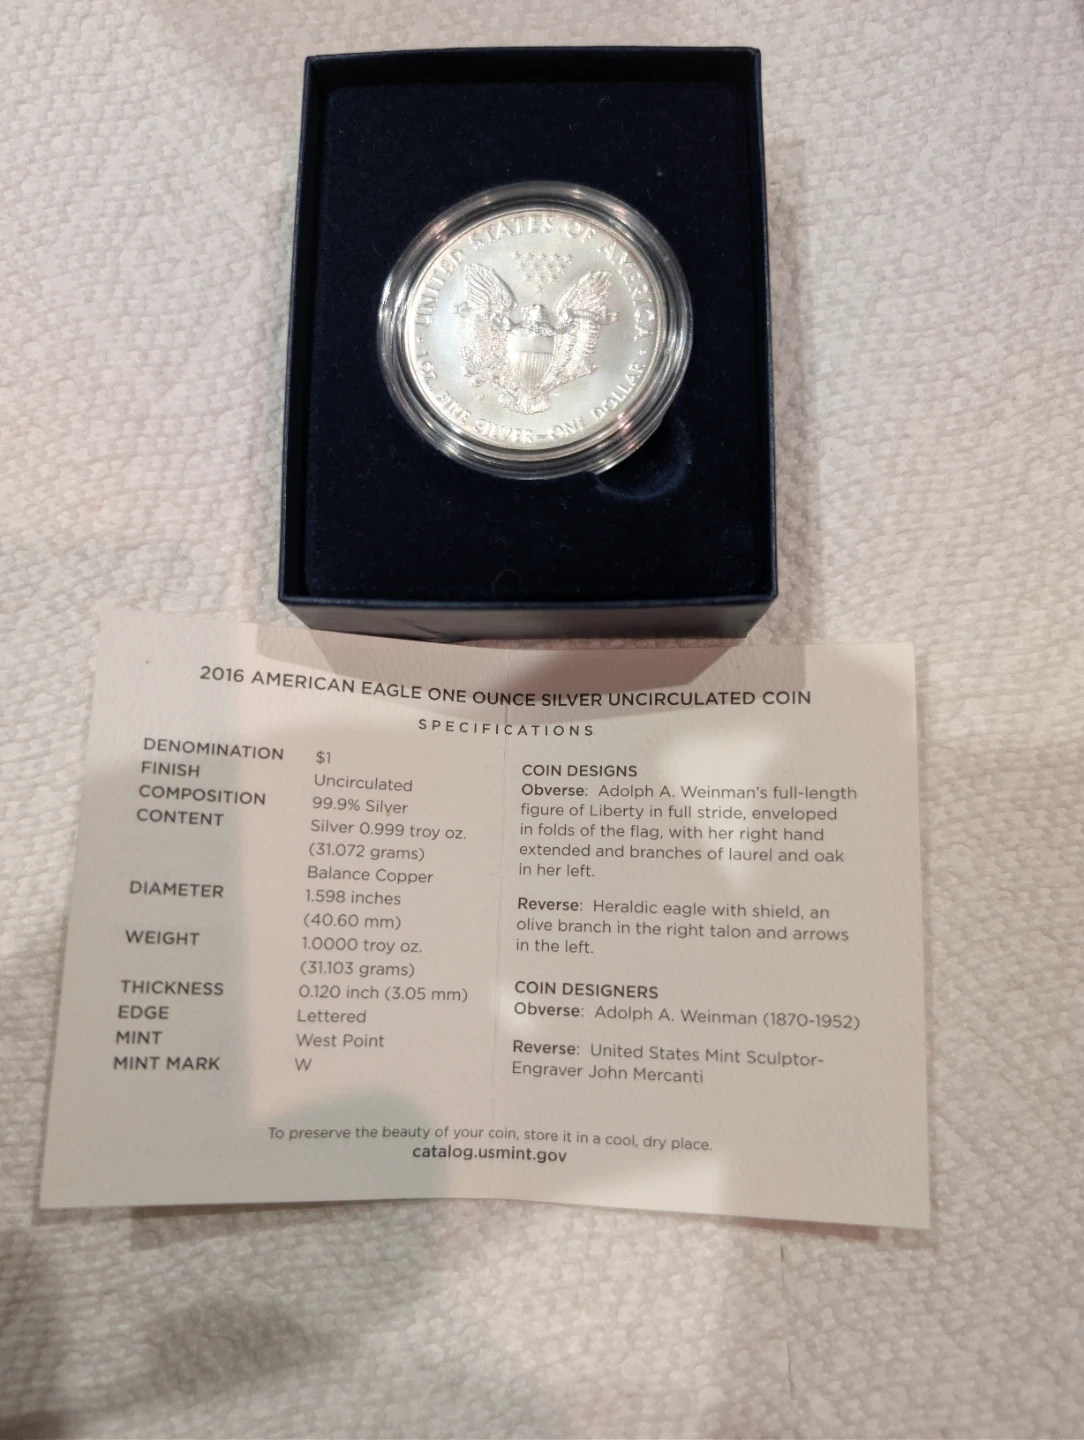 UNITED STATES OF AMERICA
1 OZ. FINE SILVER—ONE DOLLAR
2016 AMERICAN EAGLE ONE OUNCE SILVER UNCIRCULATED COIN
SPECIFICATIONS
DENOMINATION $1
FINISH Uncirculated
COMPOSITION 99.9% Silver
CONTENT Silver 0.999 troy oz.
(31.072 grams)
Balance Copper
DIAMETER 1.598 inches
(40.60 mm)
WEIGHT 1.0000 troy oz.
(31.103 grams)
THICKNESS 0.120 inch (3.05 mm)
EDGE Lettered
MINT West Point
MINT MARK W
COIN DESIGNS
Obverse: Adolph A. Weinman's full-length
figure of Liberty in full stride, enveloped
in folds of the flag, with her right hand
extended and branches of laurel and oak
in her left.
Reverse: Heraldic eagle with shield, an
olive branch in the right talon and arrows
in the left.
COIN DESIGNERS
Obverse: Adolph A. Weinman (1870-1952)
Reverse: United States Mint Sculptor-
Engraver John Mercanti
To preserve the beauty of your coin, store it in a cool, dry place.
catalog.usmint.gov